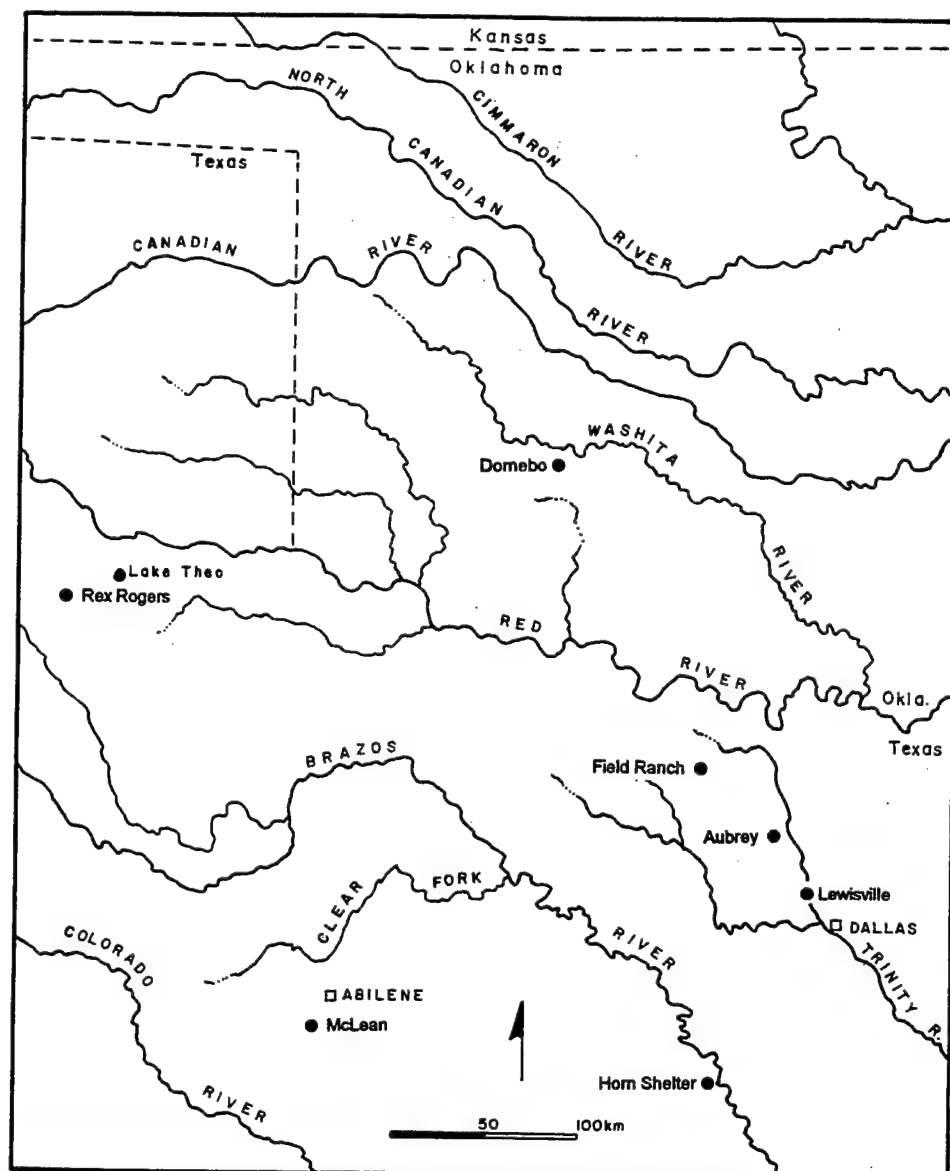 Kansas
Oklahoma
NORTH CANADIAN RIVER
CIMMARON RIVER
Texas
CANADIAN RIVER
WASHITA RIVER
Domebo
Lake Theo
Rex Rogers
RED RIVER
Okla.
Texas
BRAZOS RIVER
Field Ranch
Aubrey
CLEAR FORK
Lewisville
DALLAS
COLORADO RIVER
TRINITY R.
ABILENE
McLean
Horn Shelter
50 100km